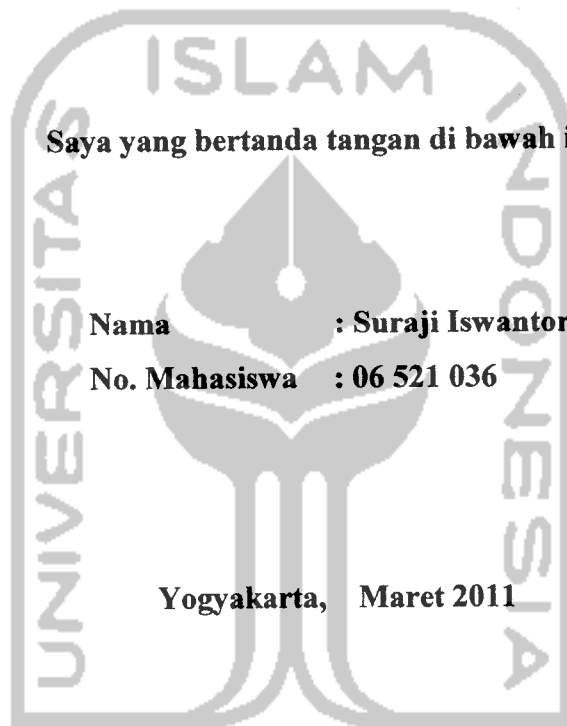 ISLAM
UNIVERSITAS
INDONESIA
Saya yang bertanda tangan di bawah i
Nama : Suraji Iswantor
No. Mahasiswa : 06 521 036
Yogyakarta, Maret 2011